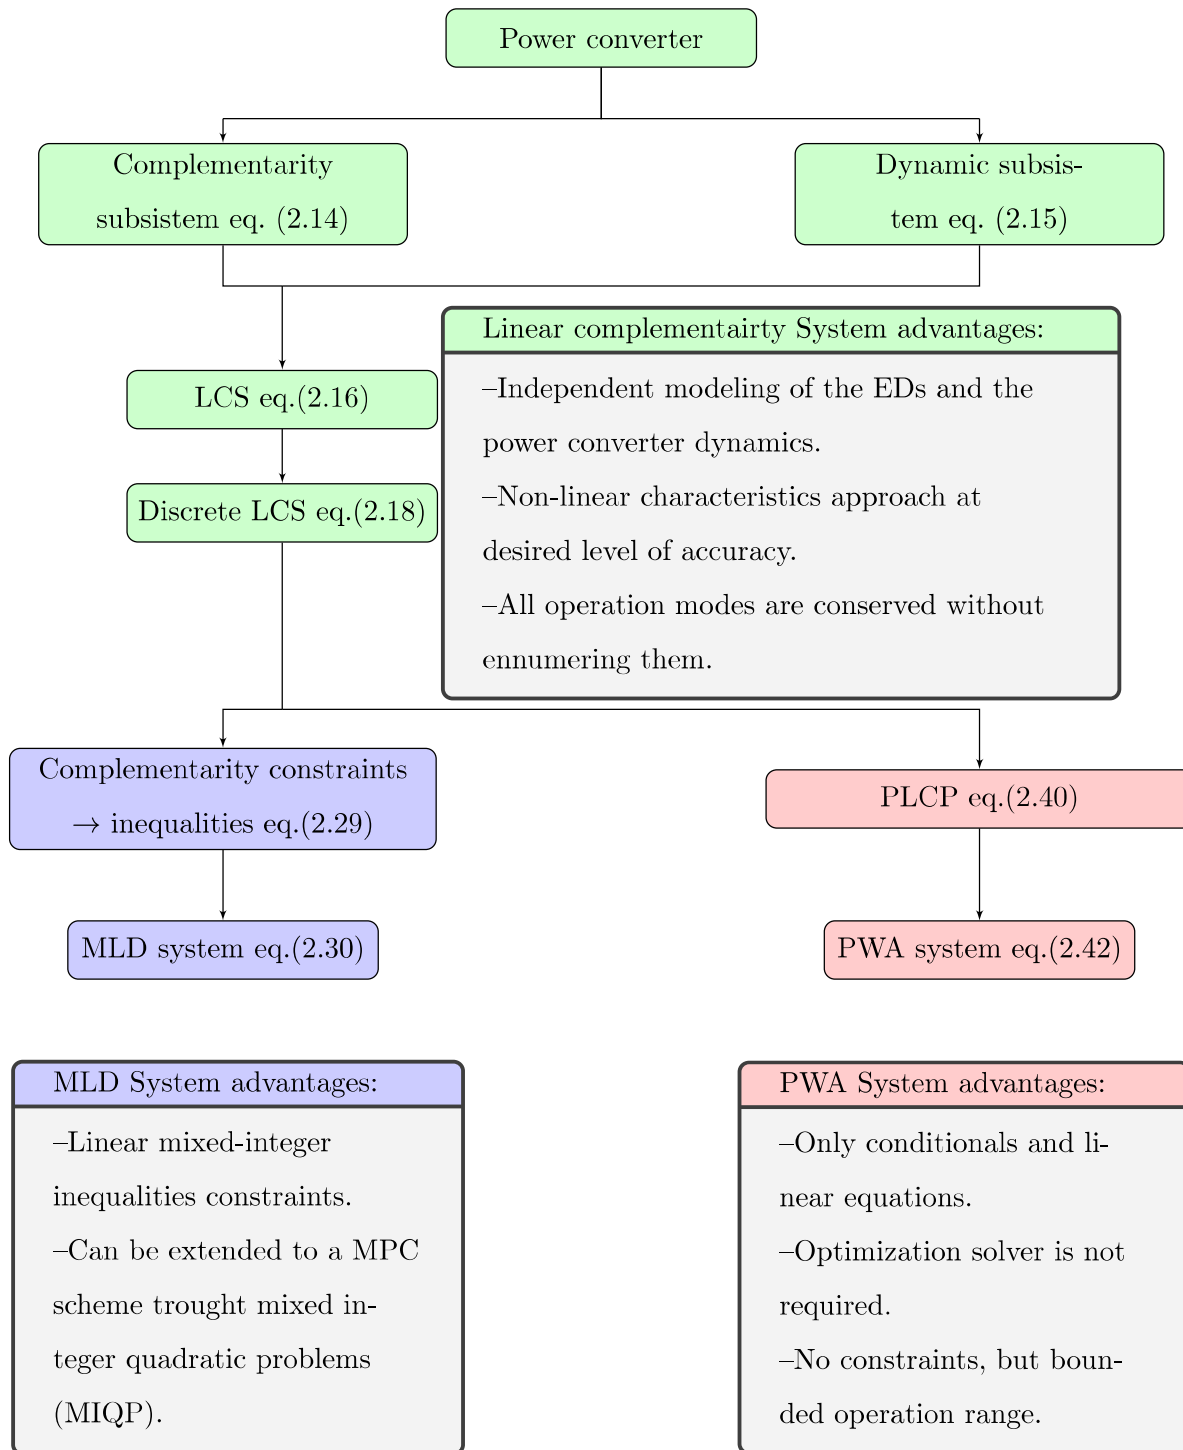 Power converter
Complementarity
subsistem eq. (2.14)
Dynamic subsis-
tem eq. (2.15)
Linear complementairty System advantages:
–Independent modeling of the EDs and the
power converter dynamics.
–Non-linear characteristics approach at
desired level of accuracy.
–All operation modes are conserved without
ennumering them.
LCS eq.(2.16)
Discrete LCS eq.(2.18)
Complementarity constraints
→ inequalities eq.(2.29)
PLCP eq.(2.40)
MLD system eq.(2.30)
PWA system eq.(2.42)
MLD System advantages:
–Linear mixed-integer
inequalities constraints.
–Can be extended to a MPC
scheme trought mixed in-
teger quadratic problems
(MIQP).
PWA System advantages:
–Only conditionals and li-
near equations.
–Optimization solver is not
required.
–No constraints, but boun-
ded operation range.